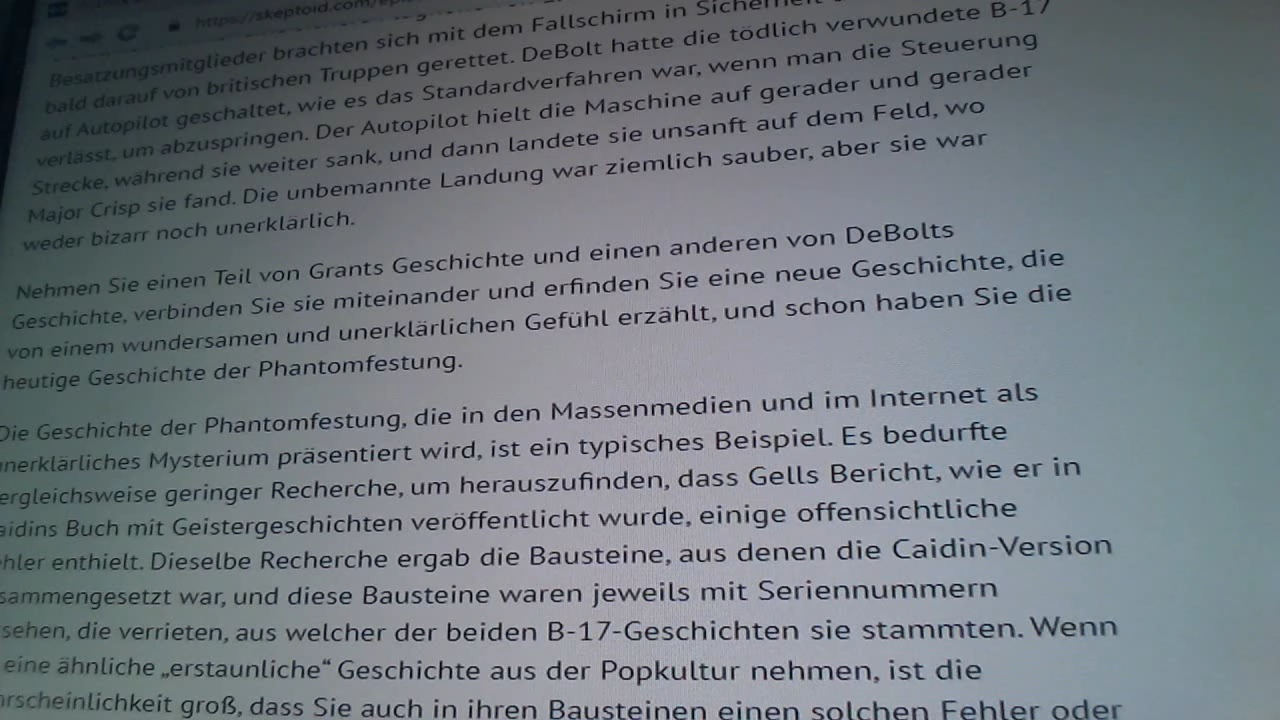 https://skeptoid.com/
Besatzungsmitglieder brachten sich mit dem Fallschirm in
bald darauf von britischen Truppen gerettet. DeBolt hatte die tödlich verwundete B-17
auf Autopilot geschaltet, wie es das Standardverfahren war, wenn man die Steuerung
verlässt, um abzuspringen. Der Autopilot hielt die Maschine auf gerader und gerader
Strecke, während sie weiter sank, und dann landete sie unsanft auf dem Feld, wo
Major Crisp sie fand. Die unbemannte Landung war ziemlich sauber, aber sie war
weder bizarr noch unerklärlich.
Nehmen Sie einen Teil von Grants Geschichte und einen anderen von DeBolts
Geschichte, verbinden Sie sie miteinander und erfinden Sie eine neue Geschichte, die
von einem wundersamen und unerklärlichen Gefühl erzählt, und schon haben Sie die
heutige Geschichte der Phantomfestung.
Die Geschichte der Phantomfestung, die in den Massenmedien und im Internet als
nerklärliches Mysterium präsentiert wird, ist ein typisches Beispiel. Es bedurfte
ergleichsweise geringer Recherche, um herauszufinden, dass Gells Bericht, wie er in
aidins Buch mit Geistergeschichten veröffentlicht wurde, einige offensichtliche
hler enthielt. Dieselbe Recherche ergab die Bausteine, aus denen die Caidin-Version
sammengesetzt war, und diese Bausteine waren jeweils mit Seriennummern
sehen, die verrieten, aus welcher der beiden B-17-Geschichten sie stammten. Wenn
eine ähnliche „erstaunliche“ Geschichte aus der Popkultur nehmen, ist die
rscheinlichkeit groß, dass Sie auch in ihren Bausteinen einen solchen Fehler oder